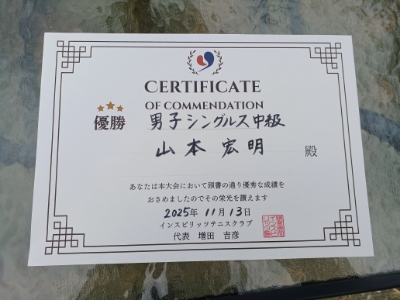 CERTIFICATE
OF COMMENDATION
優勝 男子シングルス中級
山本 宏明 殿
あなたは本大会において頭書の通り優秀な成績を
おさめましたのでその栄光を讃えます
2025年 11月 13日
インスピリッツテニスクラブ
代表 増田 吉彦